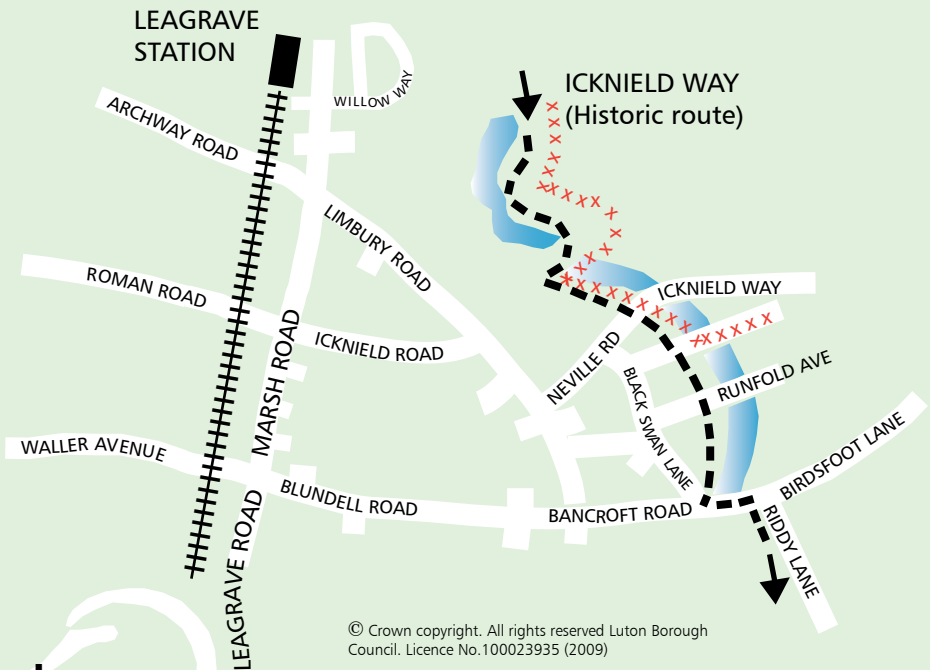 LEAGRAVE
STATION
WILLOW WAY
ICKNIELD WAY
(Historic route)
ARCHWAY ROAD
LIMBURY ROAD
ROMAN ROAD
ICKNIELD ROAD
MARSH ROAD
ICKNIELD WAY
NEVILLE RD
BLACK SWAN LANE
RUNFOLD AVE
WALLER AVENUE
BLUNDELL ROAD
BANCROFT ROAD
BIRDSFOOT LANE
RIDDY LANE
LEAGRAVE ROAD
© Crown copyright. All rights reserved Luton Borough
Council. Licence No.100023935 (2009)